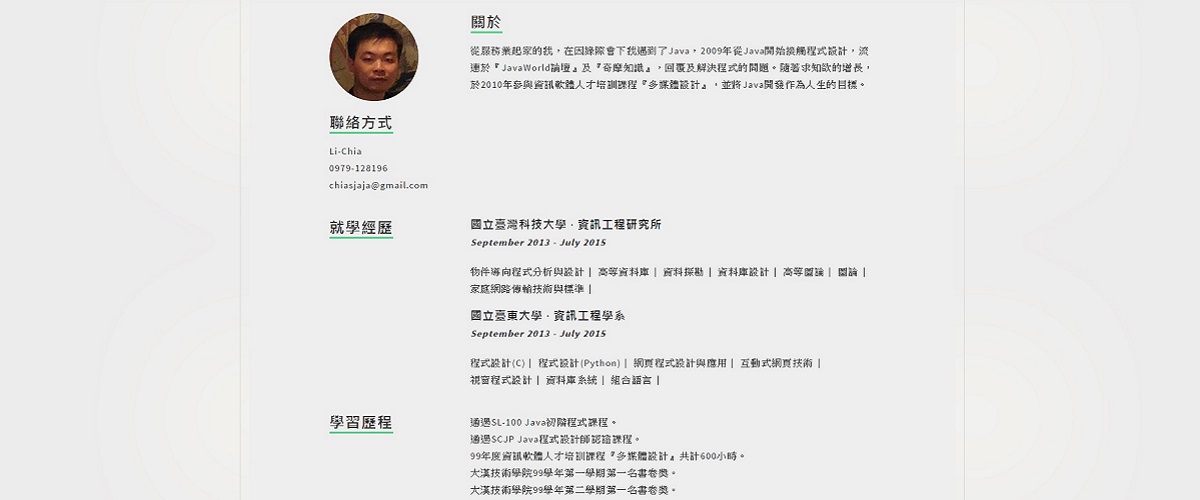 關於
從服務業起家的我，在因緣際會下我遇到了Java，2009年從Java開始接觸程式設計，流
連於『JavaWorld論壇』及『奇摩知識』，回覆及解決程式的問題。隨著求知欲的增長，
於2010年參與資訊軟體人才培訓課程『多媒體設計』，並將Java開發作為人生的目標。
聯絡方式
Li-Chia
0979-128196
chiasjaja@gmail.com
就學經歷
國立臺灣科技大學 · 資訊工程研究所
September 2013 - July 2015
物件導向程式分析與設計 | 高等資料庫 | 資料探勘 | 資料庫設計 | 高等圖論 | 圖論 |
家庭網路傳輸技術與標準 |
國立臺東大學 · 資訊工程學系
September 2013 - July 2015
程式設計(C) | 程式設計(Python) | 網頁程式設計與應用 | 互動式網頁技術 |
視窗程式設計 | 資料庫系統 | 組合語言 |
學習歷程
通過SL-100 Java初階程式課程。
通過SCJP Java程式設計師認證課程。
99年度資訊軟體人才培訓課程『多媒體設計』共計600小時。
大漢技術學院99學年第一學期第一名書卷獎。
大漢技術學院99學年第二學期第一名書卷獎。